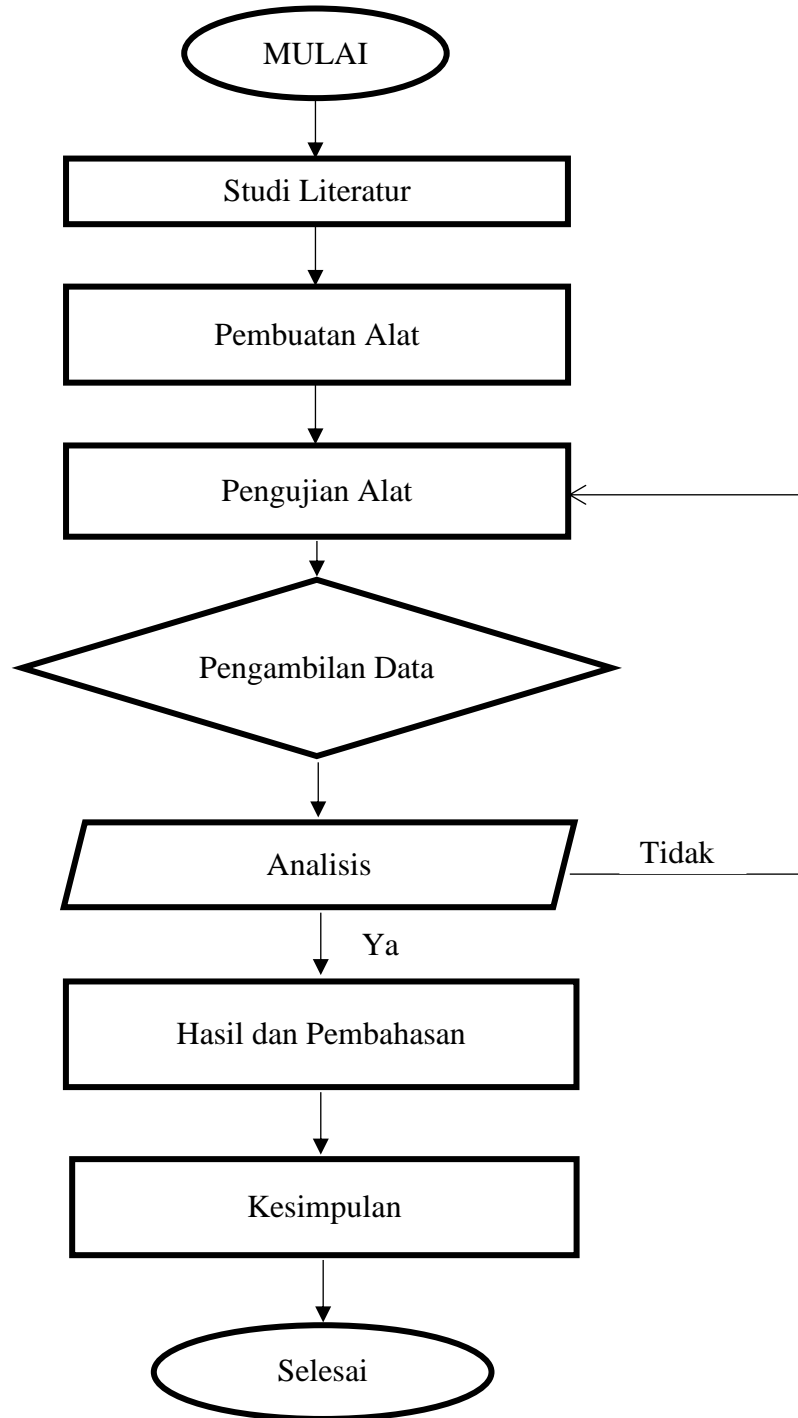 MULAI
Studi Literatur
Pembuatan Alat
Pengujian Alat
Pengambilan Data
Analisis
Tidak
Ya
Hasil dan Pembahasan
Kesimpulan
Selesai